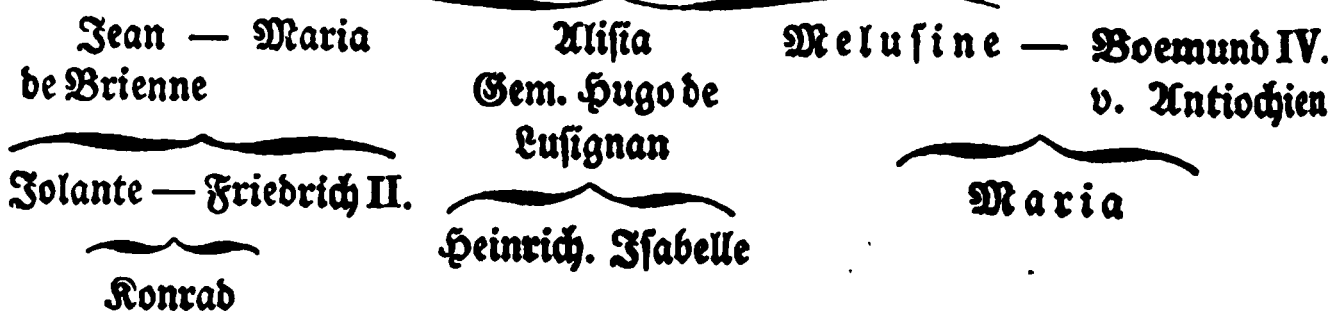 Jean — Maria
de Brienne
Alisia
Gem. Hugo de
Lusignan
Melusine — Boemund IV.
v. Antiochien
Jolante — Friedrich II.
Heinrich. Isabelle
Maria
Konrad